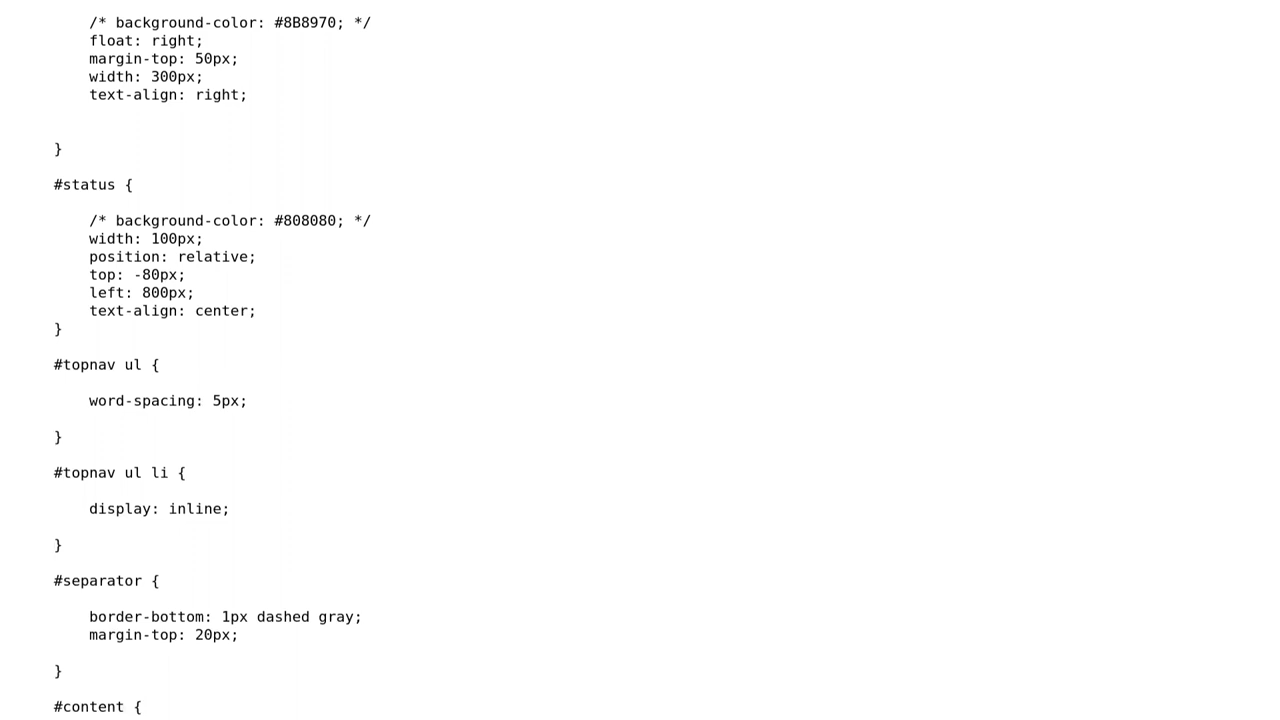 /* background-color: #8B8970; */
float: right;
margin-top: 50px;
width: 300px;
text-align: right;
}
#status {
/* background-color: #808080; */
width: 100px;
position: relative;
top: -80px;
left: 800px;
text-align: center;
}
#topnav ul {
word-spacing: 5px;
}
#topnav ul li {
display: inline;
}
#separator {
border-bottom: 1px dashed gray;
margin-top: 20px;
}
#content {